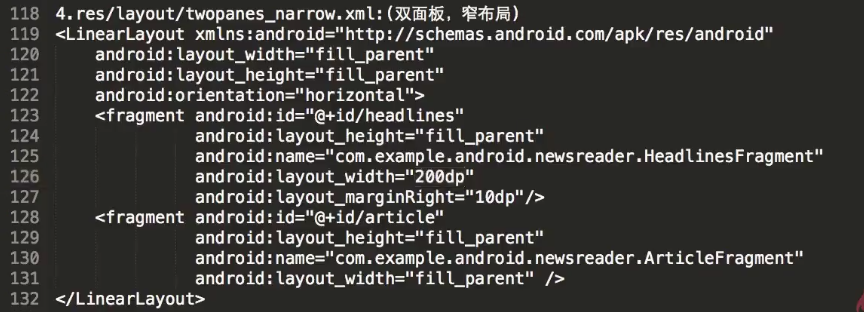 118 4.res/layout/twopanes_narrow.xml:(双面板，窄布局)
119 <LinearLayout xmlns:android="http://schemas.android.com/apk/res/android"
120     android:layout_width="fill_parent"
121     android:layout_height="fill_parent"
122     android:orientation="horizontal">
123     <fragment android:id="@+id/headlines"
124               android:layout_height="fill_parent"
125               android:name="com.example.android.newsreader.HeadlinesFragment"
126               android:layout_width="200dp"
127               android:layout_marginRight="10dp"/>
128     <fragment android:id="@+id/article"
129               android:layout_height="fill_parent"
130               android:name="com.example.android.newsreader.ArticleFragment"
131               android:layout_width="fill_parent" />
132 </LinearLayout>